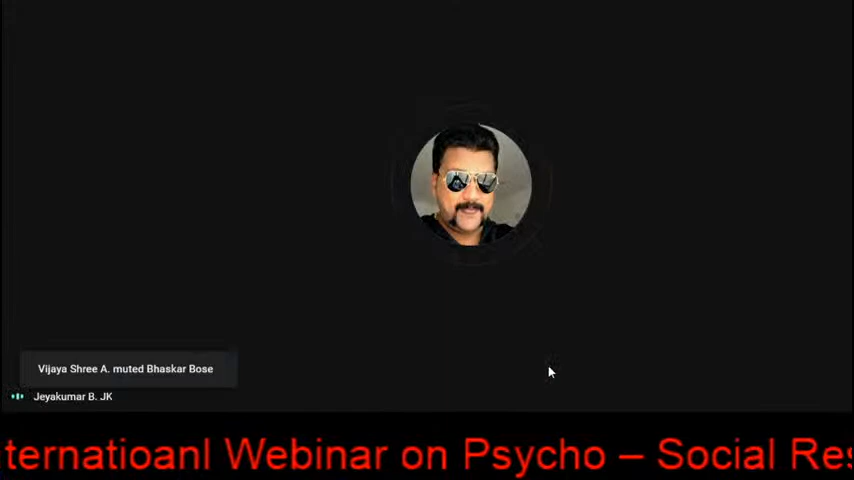 Vijaya Shree A. muted Bhaskar Bose
Jeyakumar B. JK
ternatioanl Webinar on Psycho – Social Res